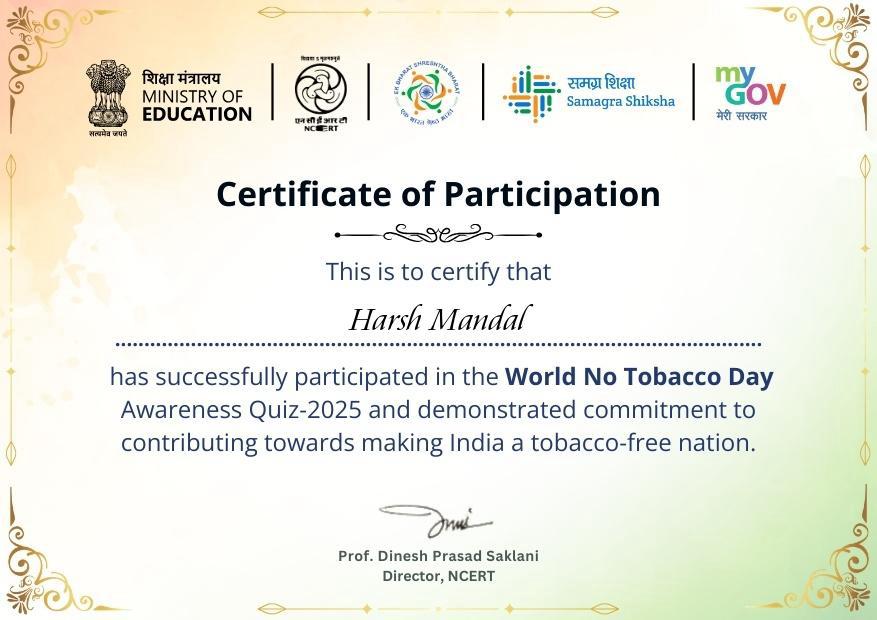 शिक्षा मंत्रालय
MINISTRY OF
EDUCATION
सत्यमेव जयते
एन सी ई आर टी
NCERT
EK BHARAT SHRESHTHA BHARAT
एक भारत श्रेष्ठ भारत
समग्र शिक्षा
Samagra Shiksha
my
GOV
मेरी सरकार
Certificate of Participation
This is to certify that
Harsh Mandal
has successfully participated in the World No Tobacco Day
Awareness Quiz-2025 and demonstrated commitment to
contributing towards making India a tobacco-free nation.
Prof. Dinesh Prasad Saklani
Director, NCERT